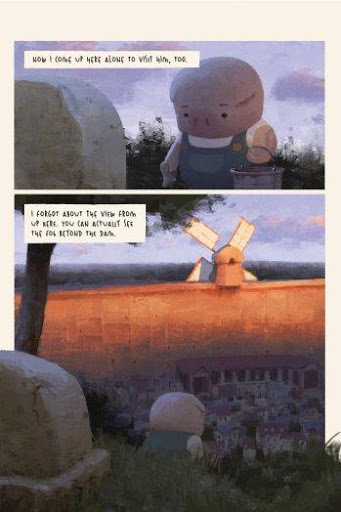 NOW I COME UP HERE ALONE TO VISIT HIM, TOO.
I FORGOT ABOUT THE VIEW FROM
UP HERE. YOU CAN ACTUALLY SEE
THE FOG BEYOND THE DAM.